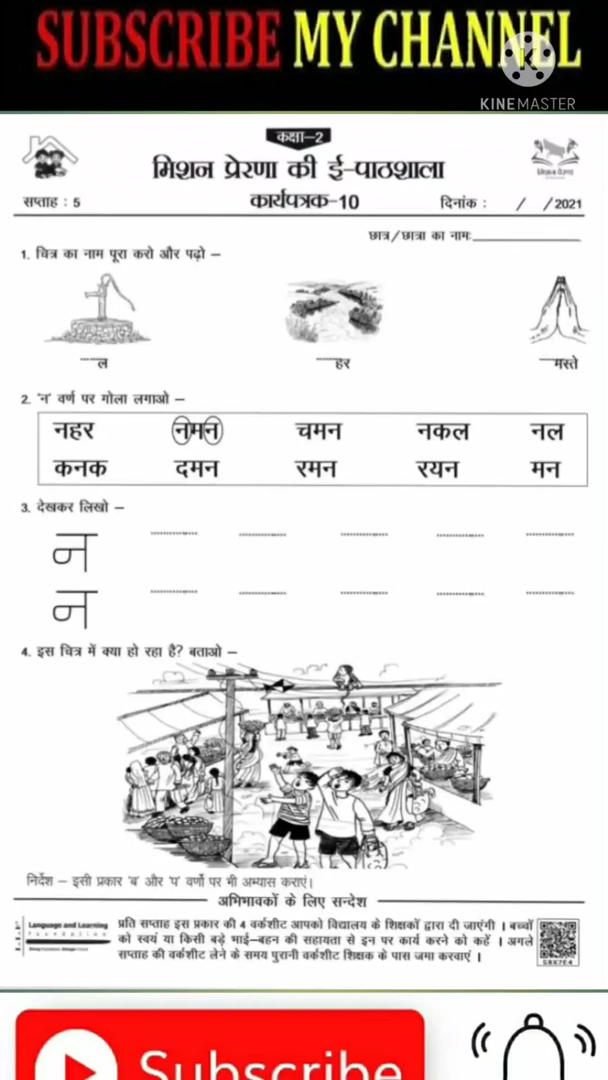 SUBSCRIBE MY CHANNEL
K
KINEMASTER
कक्षा–2
मिशन प्रेरणा की ई-पाठशाला
सप्ताह : 5
कार्यपत्रक-10
दिनांक : / /2021
छात्र/छात्रा का नाम:
1. चित्र का नाम पूरा करो और पढ़ो –
ल हर मस्ते
2. 'न' वर्ण पर गोला लगाओ –
नहर नमन चमन नकल नल
कनक दमन रमन रयन मन
3. देखकर लिखो –
न
न
4. इस चित्र में क्या हो रहा है? बताओ –
निर्देश – इसी प्रकार 'ब' और 'प' वर्णों पर भी अभ्यास कराएं।
अभिभावकों के लिए सन्देश
Language and Learning
Foundation
प्रति सप्ताह इस प्रकार की 4 वर्कशीट आपको विद्यालय के शिक्षकों द्वारा दी जाएंगी । बच्चों
को स्वयं या किसी बड़े भाई–बहन की सहायता से इन पर कार्य करने को कहें । अगले
सप्ताह की वर्कशीट लेने के समय पुरानी वर्कशीट शिक्षक के पास जमा करवाएं ।
Subscribe